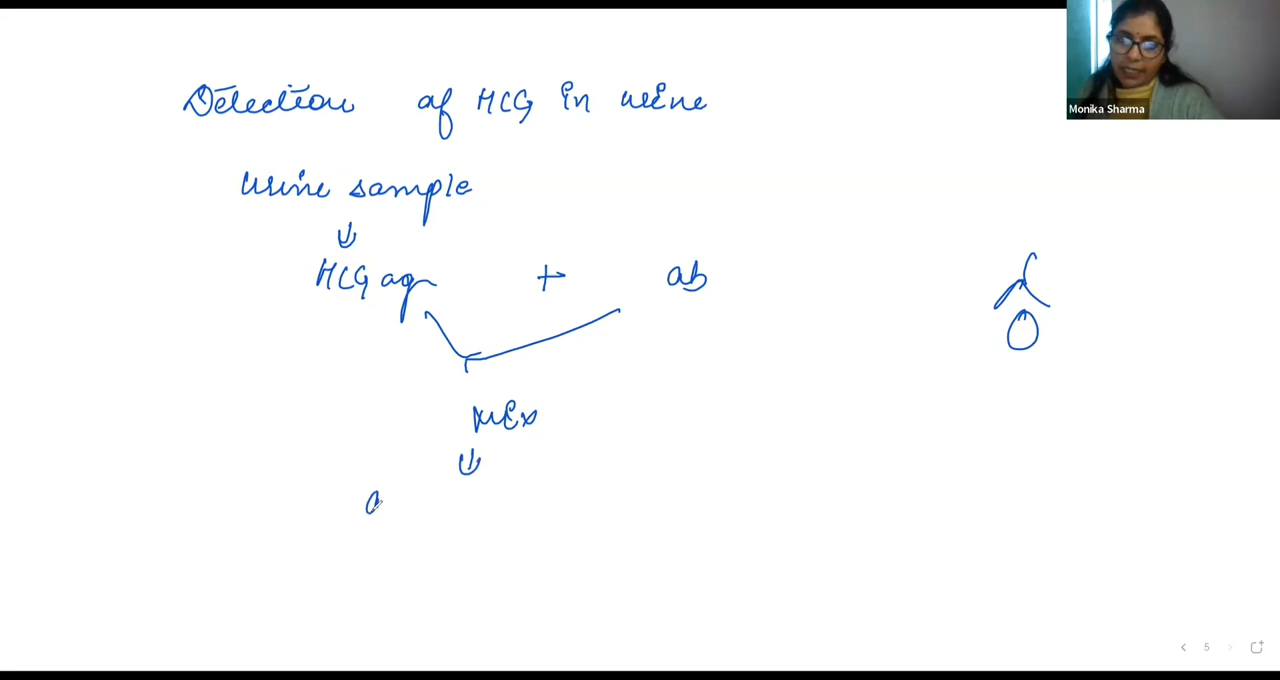 Monika Sharma
Detection of HCG in urine
urine sample
HCG ag + ab
mix
a
5